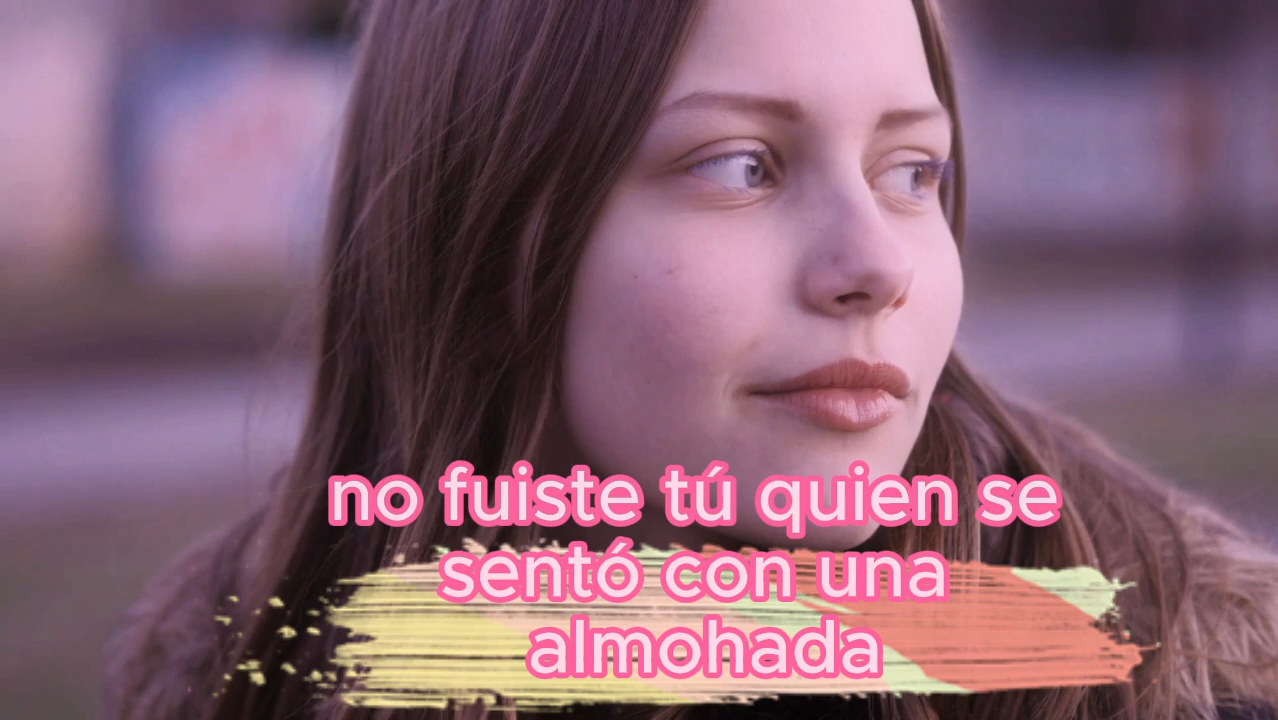 no fuiste tú quien se
sentó con una
almohada